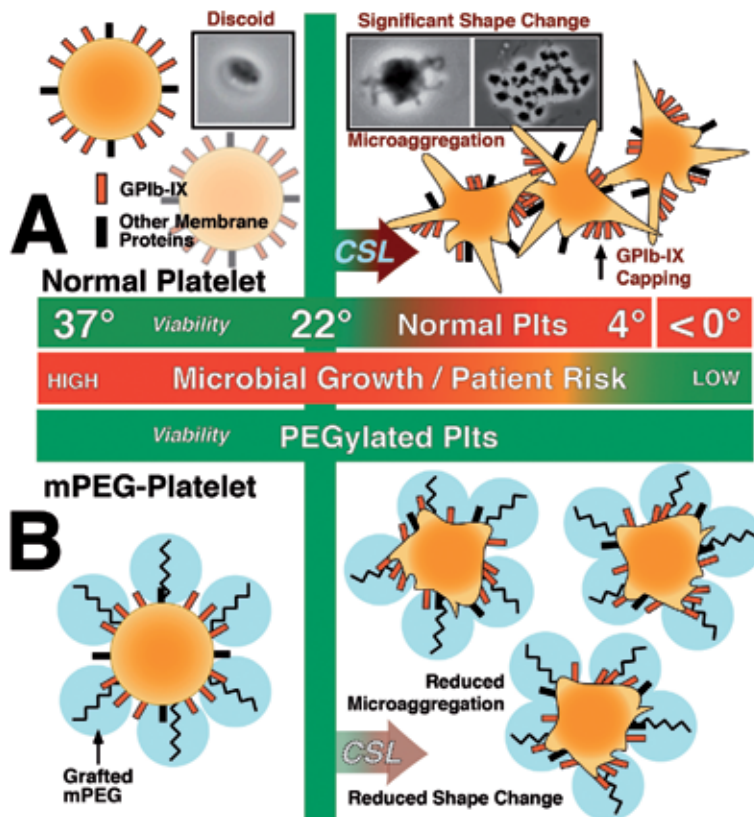 Discoid
Significant Shape Change
Microaggregation
GPIb-IX
Other Membrane
Proteins
A
CSL
GPIb-IX
Capping
Normal Platelet
37° Viability 22° Normal Plts 4° <0°
HIGH Microbial Growth / Patient Risk LOW
Viability PEGylated Plts
mPEG-Platelet
B
Reduced
Microaggregation
CSL
Grafted
mPEG
Reduced Shape Change